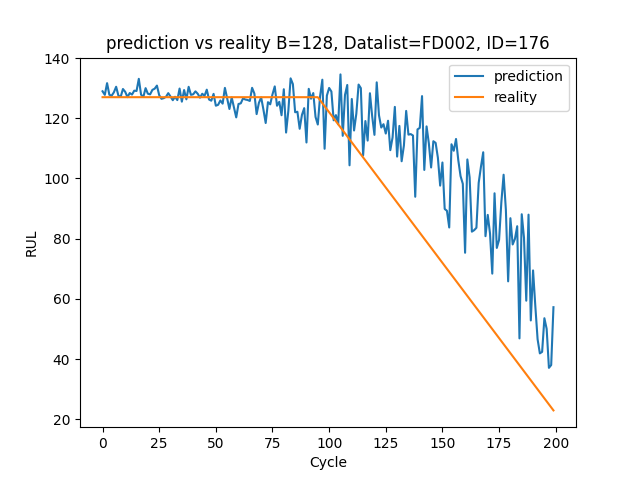 prediction vs reality B=128, Datalist=FD002, ID=176
prediction
reality
140
120
100
80
60
40
20
RUL
0 25 50 75 100 125 150 175 200
Cycle